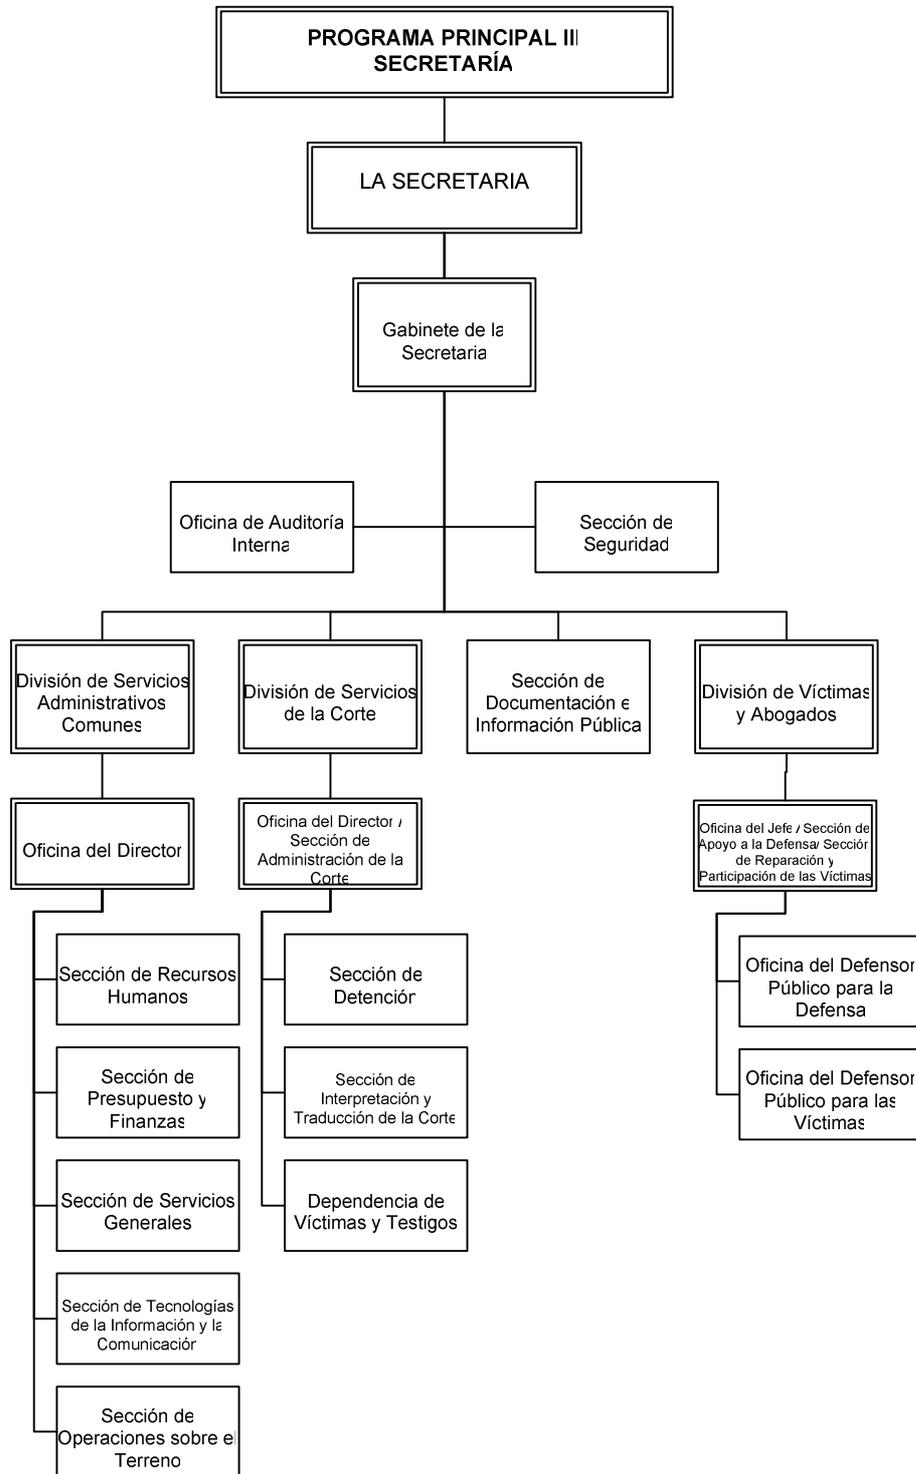 PROGRAMA PRINCIPAL III
SECRETARÍA
LA SECRETARIA
Gabinete de la
Secretaria
Oficina de Auditoría
Interna
Sección de
Seguridad
División de Servicios
Administrativos
Comunes
División de Servicios
de la Corte
Sección de
Documentación e
Información Pública
División de Víctimas
y Abogados
Oficina del Director
Oficina del Director /
Sección de
Administración de la
Corte
Oficina del Jefe / Sección de
Apoyo a la Defensa/ Sección
de Reparación y
Participación de las Víctimas
Sección de Recursos
Humanos
Sección de
Presupuesto y
Finanzas
Sección de Servicios
Generales
Sección de Tecnologías
de la Información y la
Comunicación
Sección de
Operaciones sobre el
Terreno
Sección de
Detención
Sección de
Interpretación y
Traducción de la Corte
Dependencia de
Víctimas y Testigos
Oficina del Defensor
Público para la
Defensa
Oficina del Defensor
Público para las
Víctimas